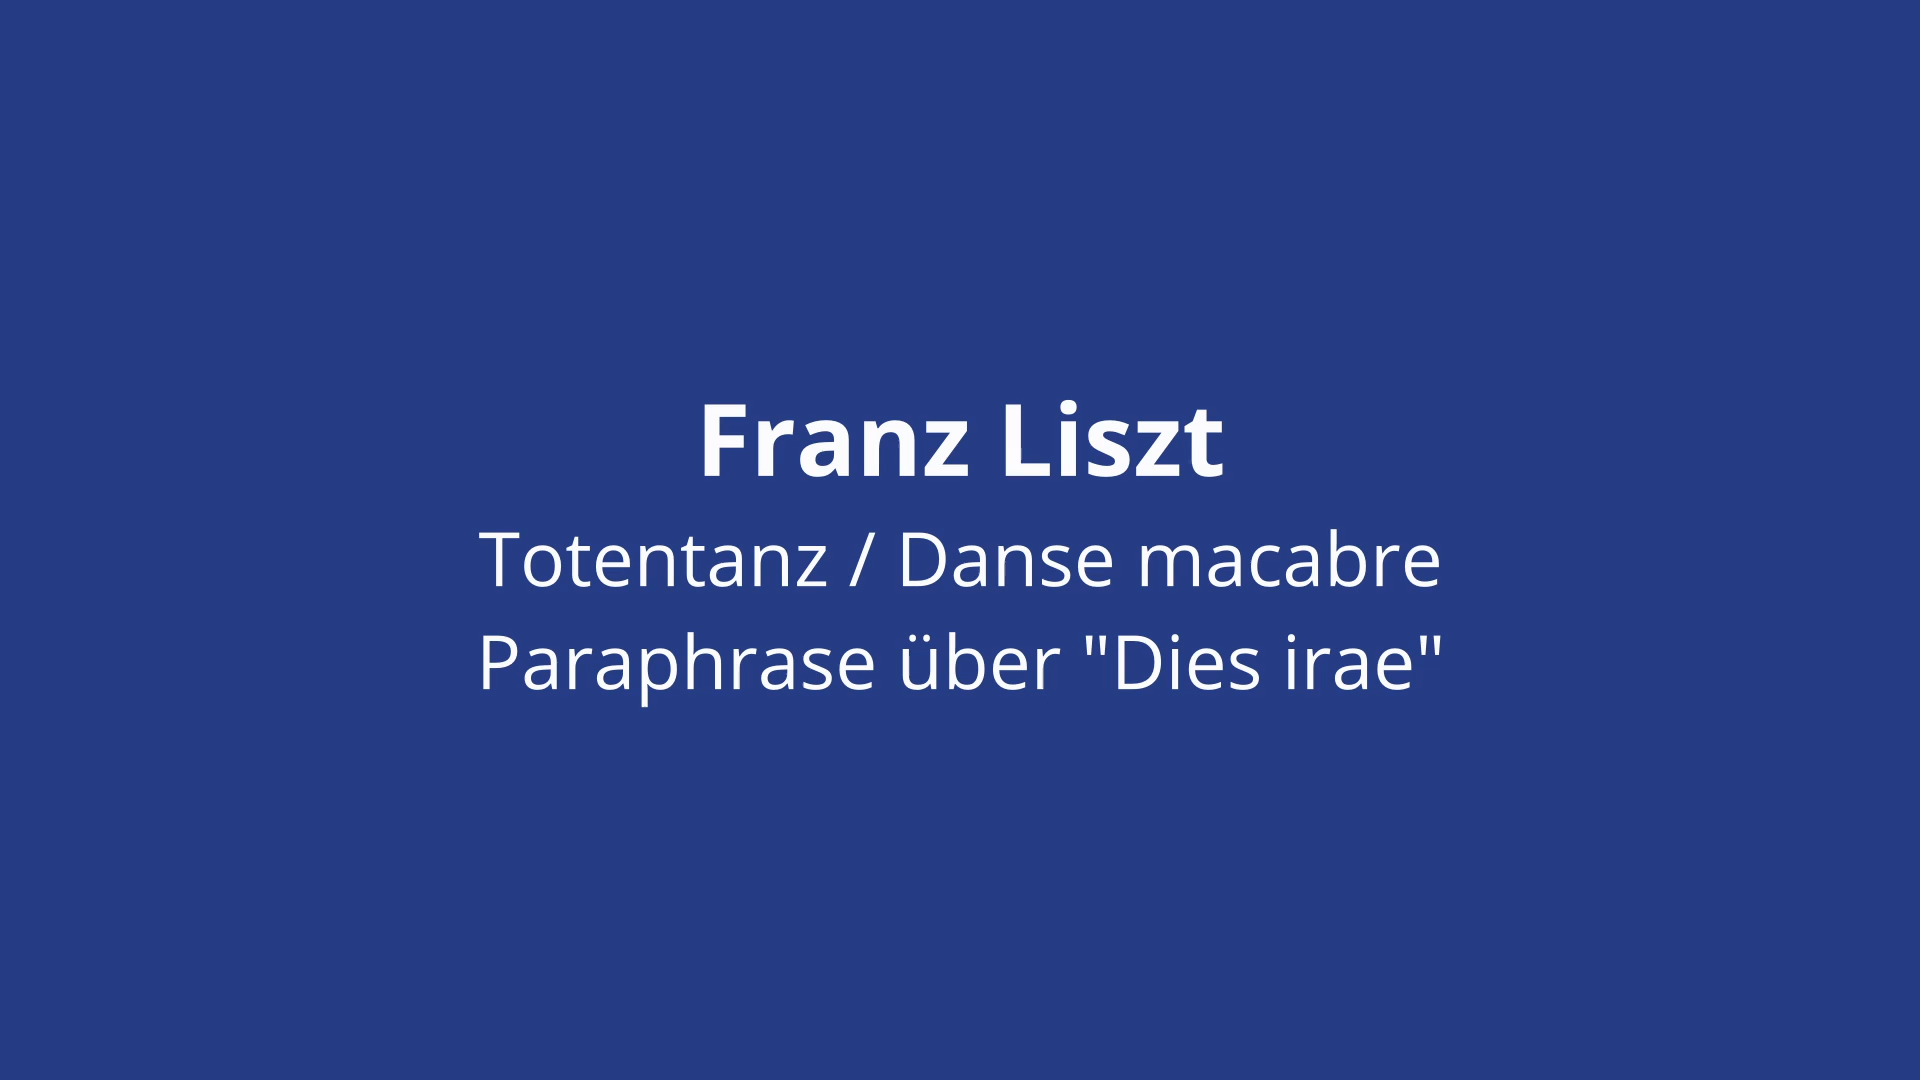 Franz Liszt
Totentanz / Danse macabre
Paraphrase über "Dies irae"